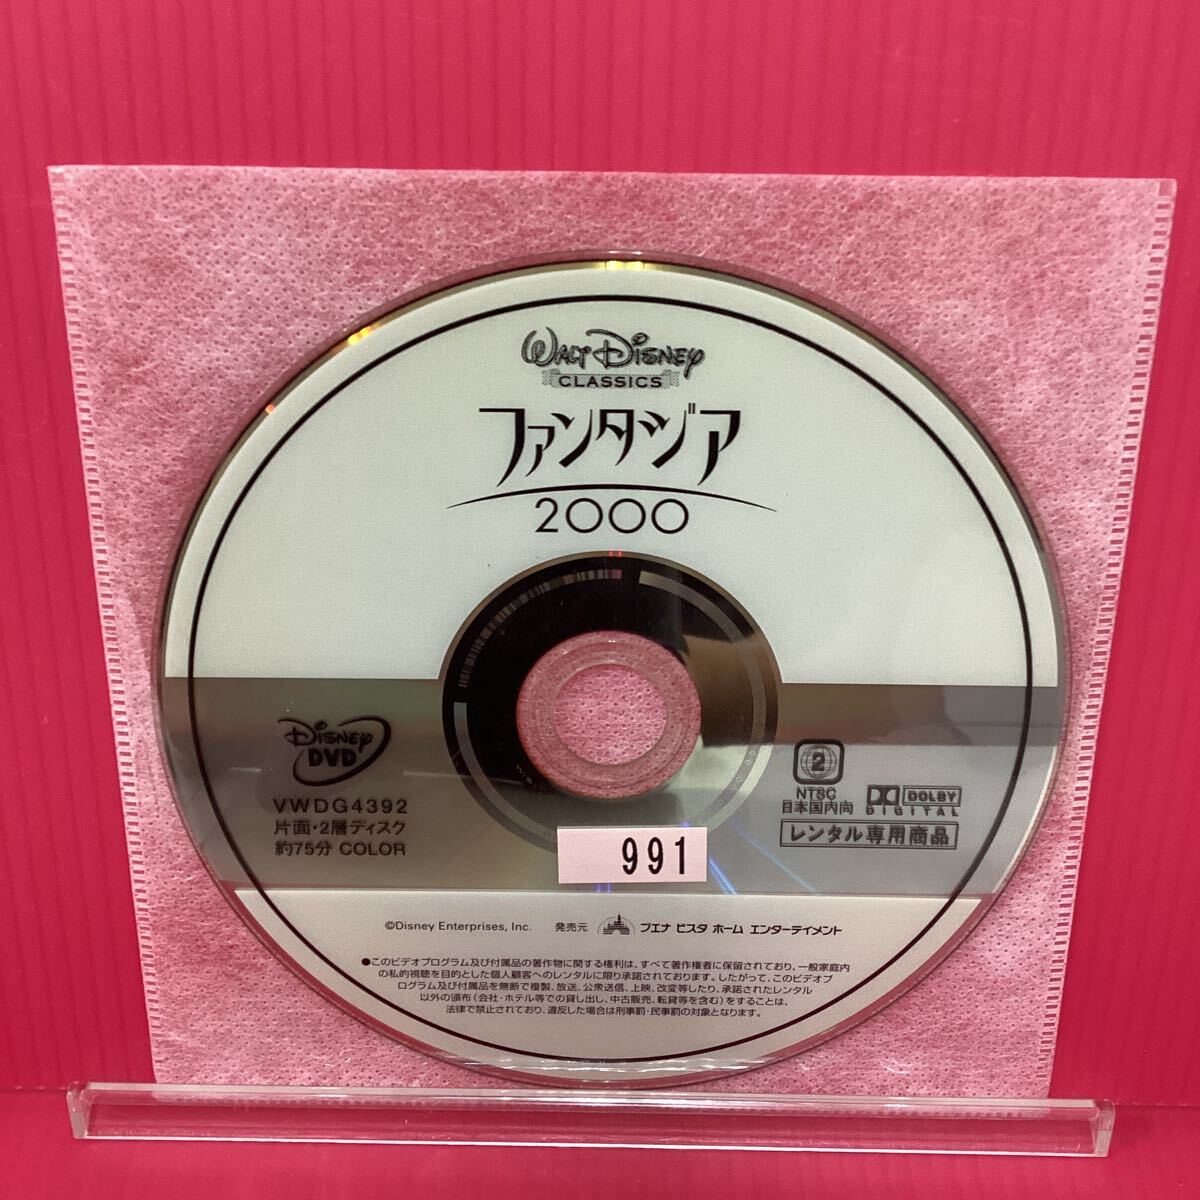 WALT DISNEY
CLASSICS
ファンタジア
2000
DISNEY
DVD
VWDG4392
片面・2層ディスク
約75分 COLOR
2
NTSC
日本国内向
DOLBY
DIGITAL
レンタル専用商品
991
©Disney Enterprises, Inc. 発売元 ブエナ ビスタ ホーム エンターテイメント
●このビデオプログラム及び付属品の著作物に関する権利は、すべて著作権者に保留されており、一般家庭内
の私的視聴を目的とした個人顧客へのレンタルに限り承諾されております。したがって、このビデオプ
ログラム及び付属品を無断で複製、放送、公衆送信、上映、改変等したり、承諾されたレンタル
以外の頒布(会社・ホテル等での貸し出し、中古販売、転貸等を含む)をすることは、
法律で禁止されており、違反した場合は刑事罰・民事罰の対象となります。